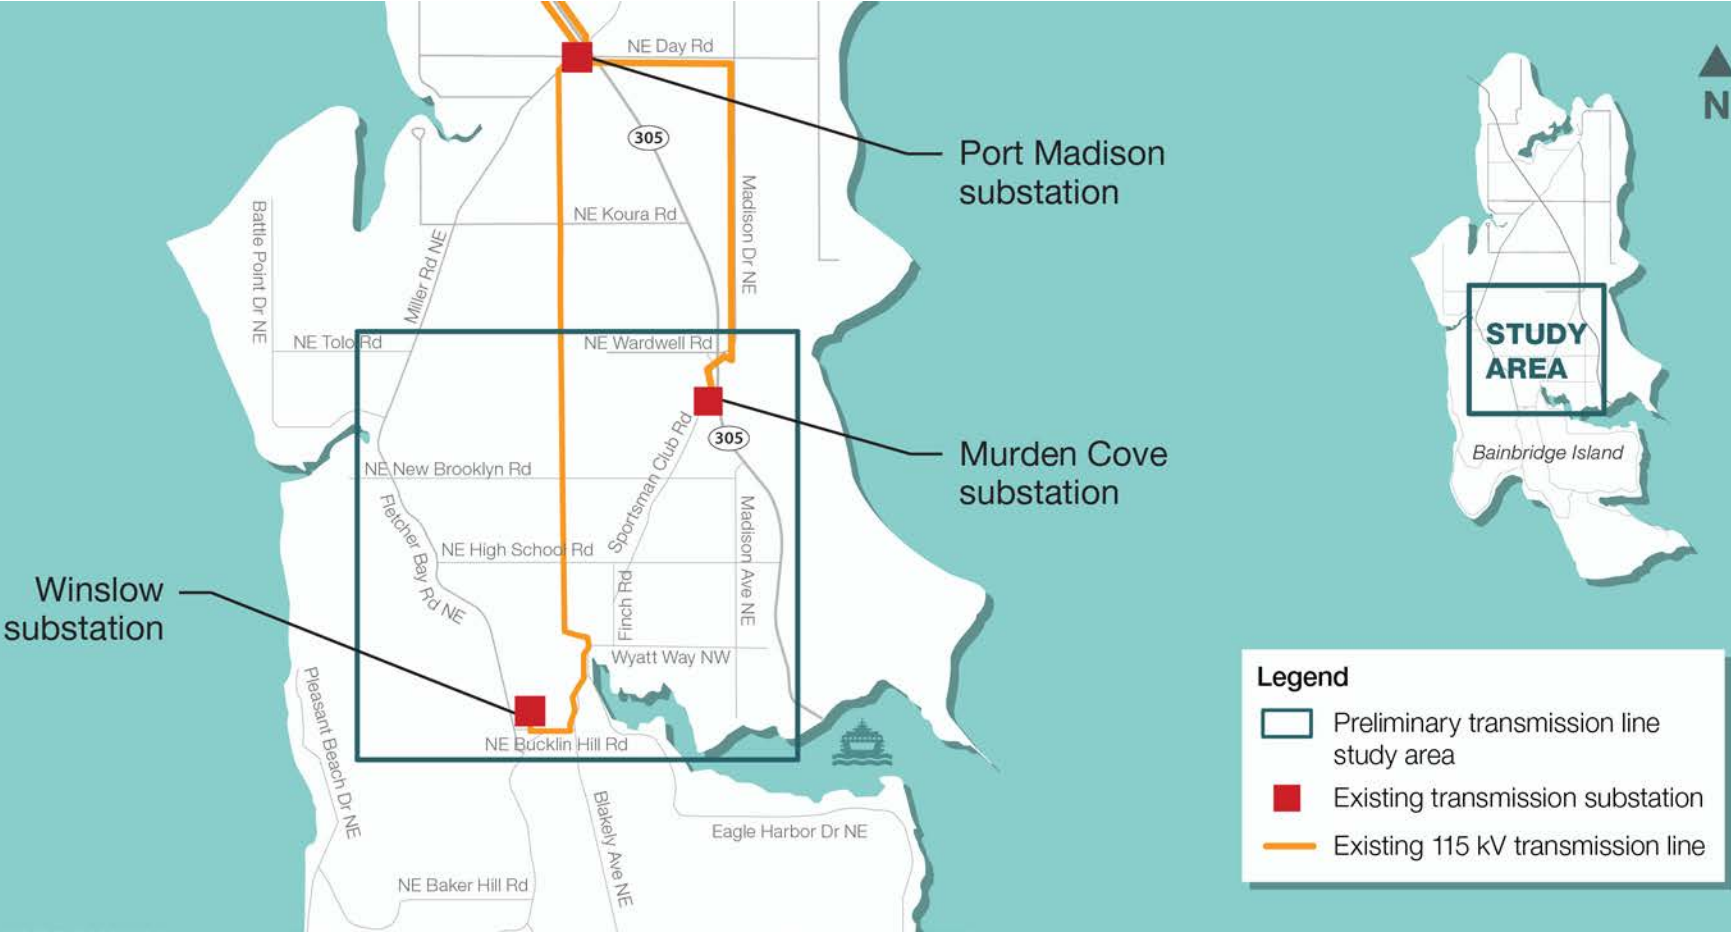 NE Day Rd
305
Port Madison
substation
Madison Dr NE
NE Koura Rd
Battle Point Dr NE
Miller Rd NE
NE Tolo Rd
NE Wardwell Rd
Sportsman Club Rd
305
Murden Cove
substation
NE New Brooklyn Rd
Fletcher Bay Rd NE
NE High School Rd
Madison Ave NE
Finch Rd
Winslow
substation
Wyatt Way NW
Pleasant Beach Dr NE
NE Bucklin Hill Rd
Blakely Ave NE
Eagle Harbor Dr NE
NE Baker Hill Rd
N
STUDY
AREA
Bainbridge Island
Legend
Preliminary transmission line
study area
Existing transmission substation
Existing 115 kV transmission line